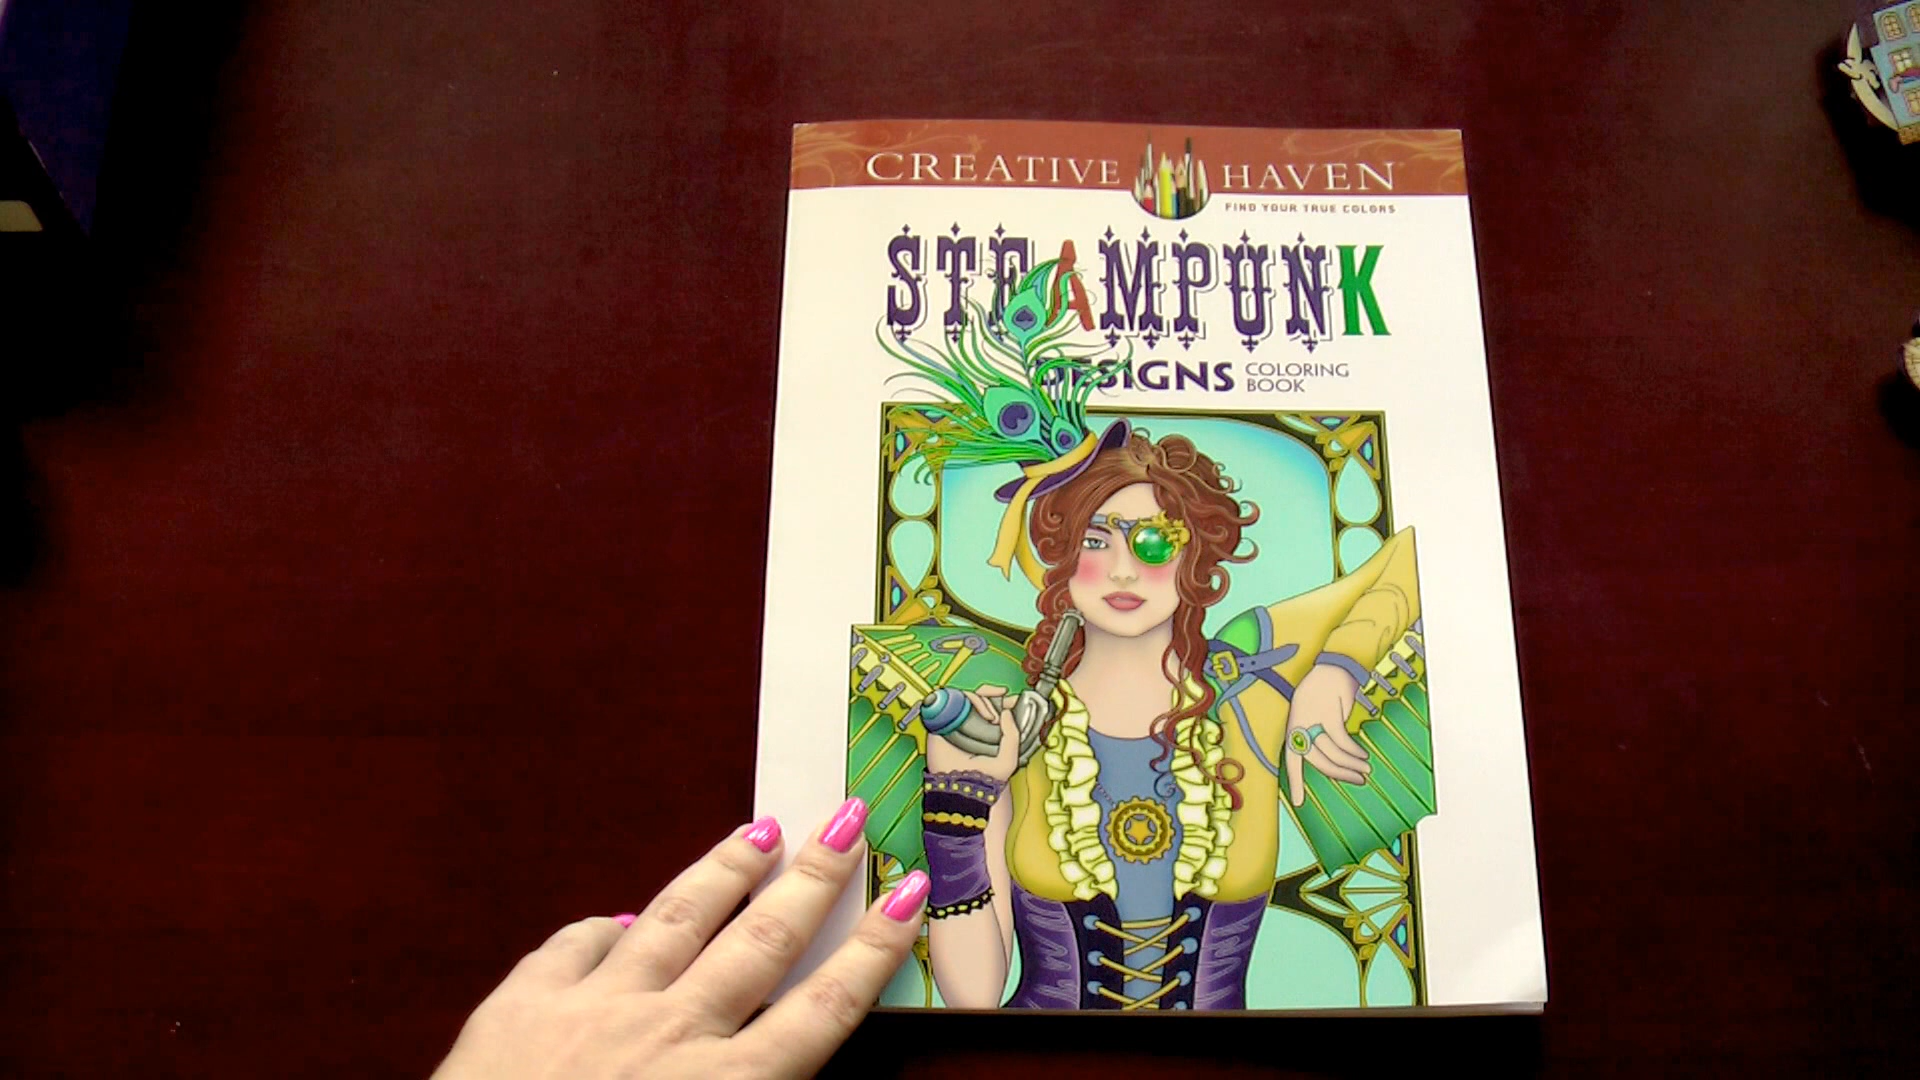 CREATIVE HAVEN
FIND YOUR TRUE COLORS
STEAMPUNK
DESIGNS COLORING
BOOK